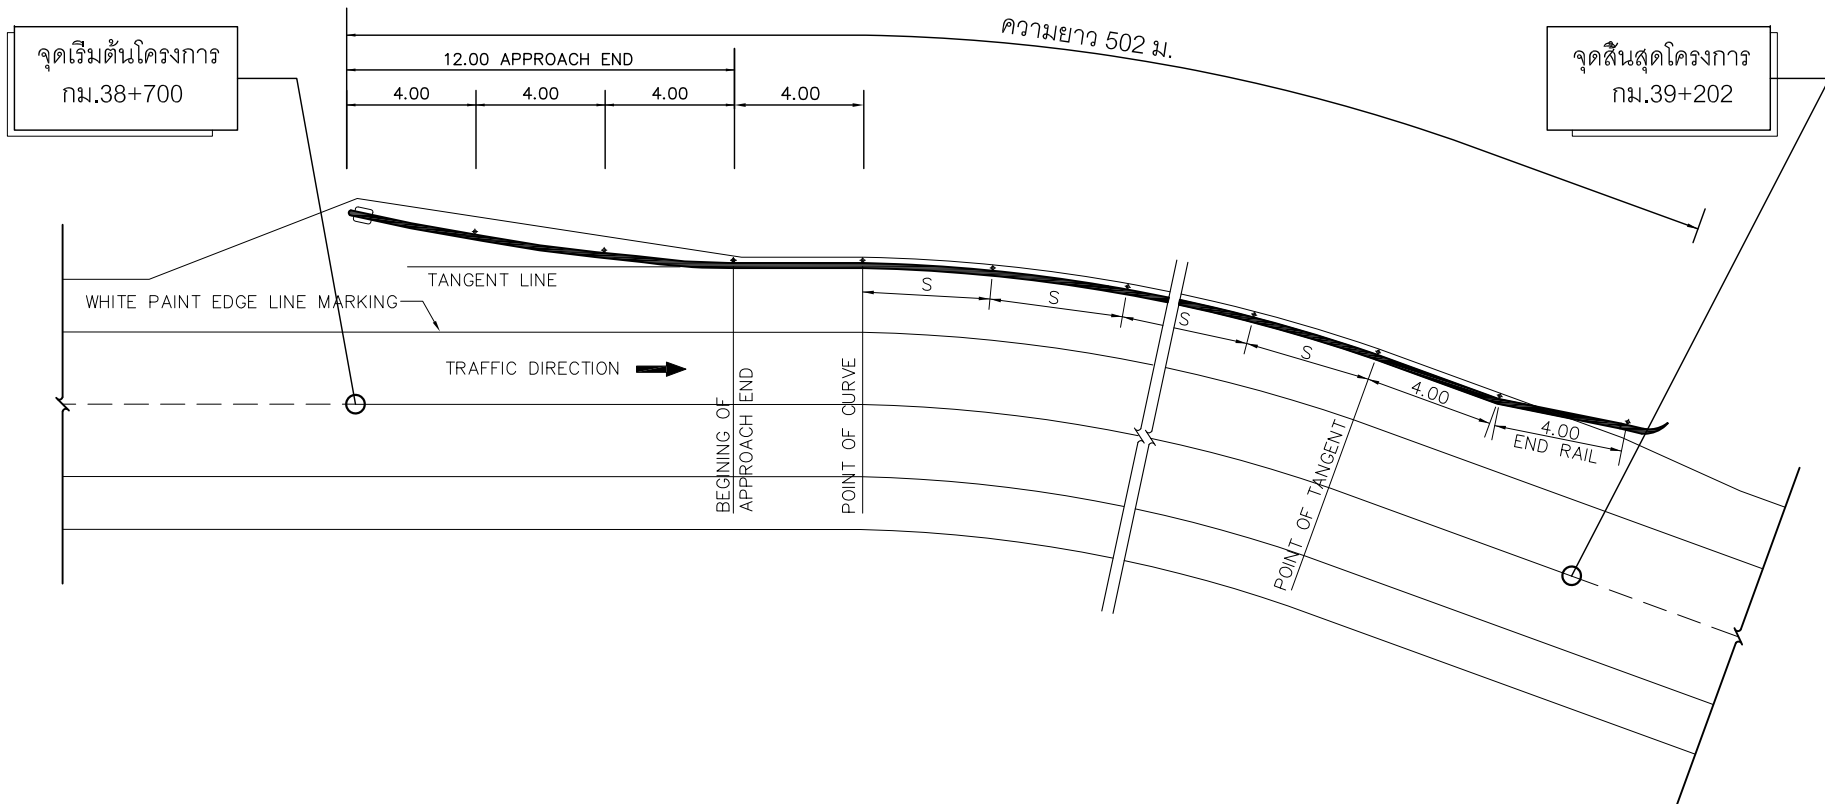 จุดเริ่มต้นโครงการ
กม.38+700
ความยาว 502 ม.
จุดสิ้นสุดโครงการ
กม.39+202
12.00 APPROACH END
4.00
4.00
4.00
4.00
TANGENT LINE
WHITE PAINT EDGE LINE MARKING
TRAFFIC DIRECTION
BEGINING OF
APPROACH END
POINT OF CURVE
S
S
S
S
4.00
4.00
END RAIL
POINT OF TANGENT